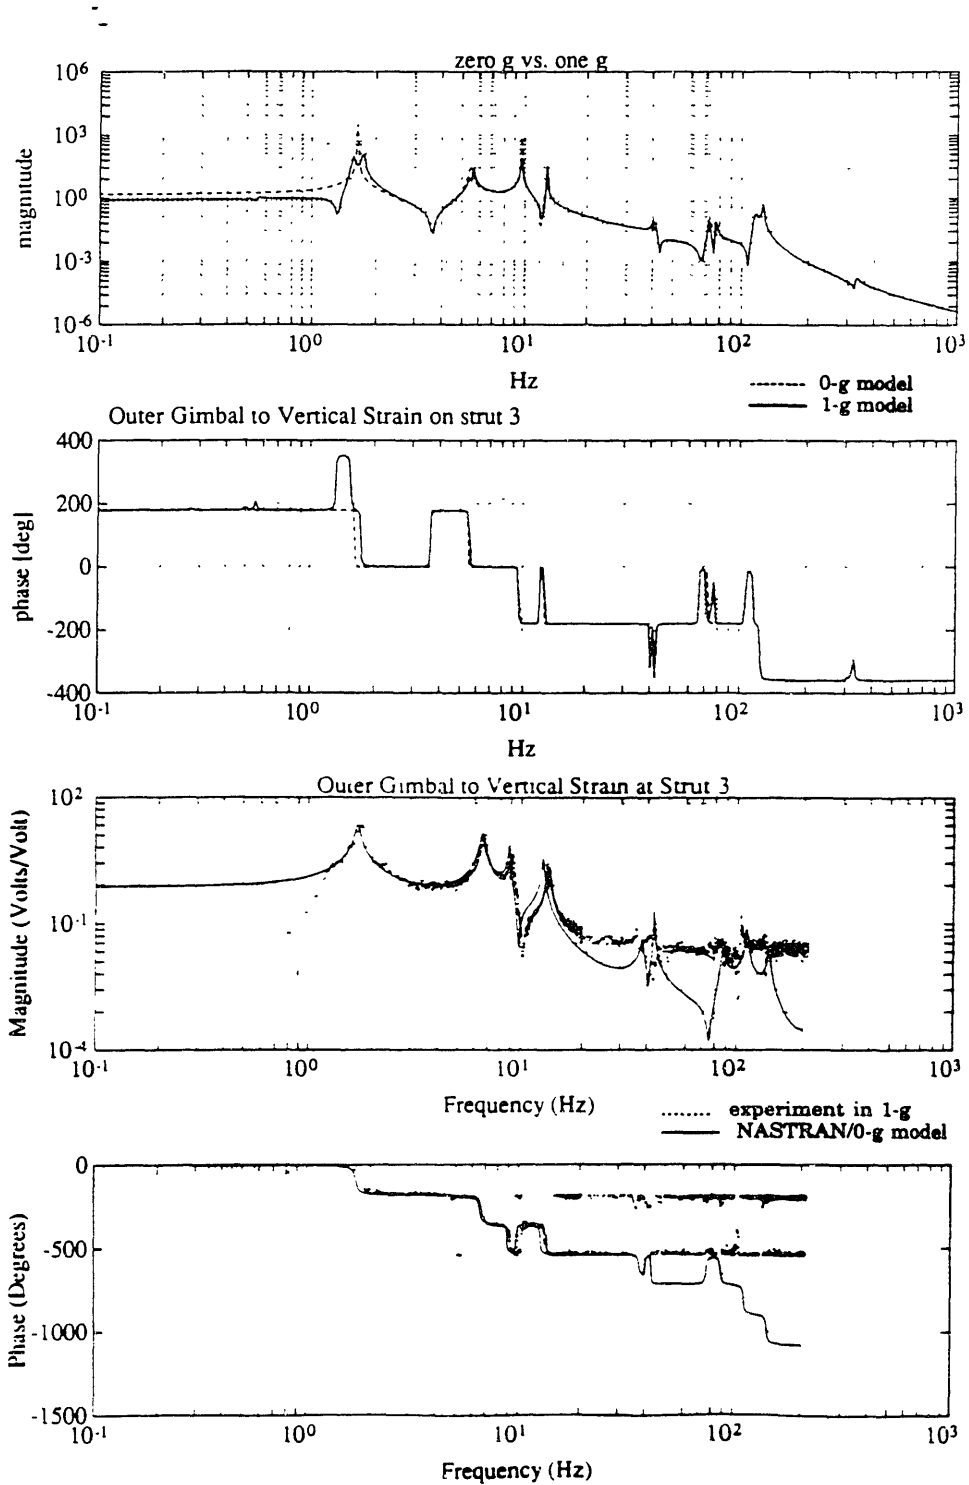 zero g vs. one g
magnitude
10^6
10^3
10^0
10^-3
10^-6
10^-1 10^0 10^1 10^2 10^3
Hz
0-g model
1-g model
Outer Gimbal to Vertical Strain on strut 3
phase [deg]
400
200
0
-200
-400
10^-1 10^0 10^1 10^2 10^3
Hz
Outer Gimbal to Vertical Strain at Strut 3
Magnitude (Volts/Volt)
10^2
10^-1
10^-4
10^-1 10^0 10^1 10^2 10^3
Frequency (Hz)
experiment in 1-g
NASTRAN/0-g model
Phase (Degrees)
0
-500
-1000
-1500
10^-1 10^0 10^1 10^2 10^3
Frequency (Hz)